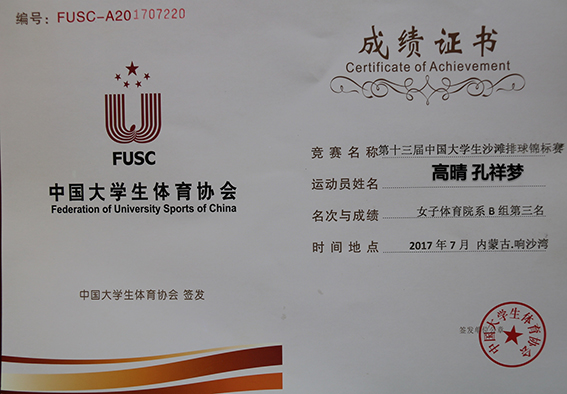 编号：FUSC-A201707220
FUSC
中国大学生体育协会
Federation of University Sports of China
中国大学生体育协会 签发
成绩证书
Certificate of Achievement
竞赛名称 第十三届中国大学生沙滩排球锦标赛
运动员姓名 高晴 孔祥梦
名次与成绩 女子体育院系 B 组第三名
时间地点 2017 年 7 月 内蒙古.响沙湾
中国大学生体育协会